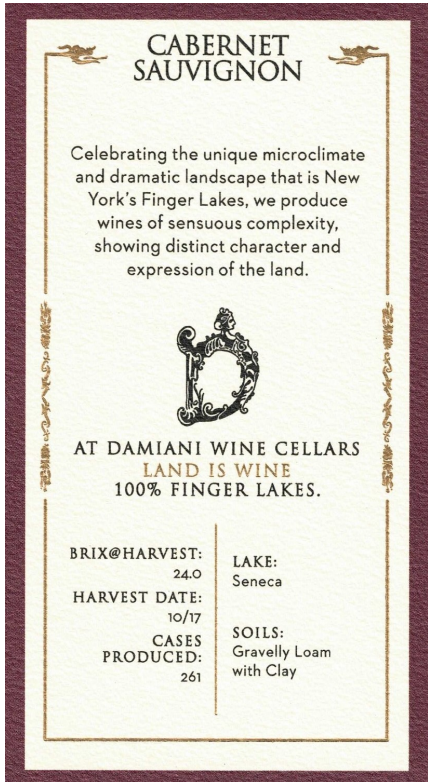 CABERNET
SAUVIGNON
Celebrating the unique microclimate
and dramatic landscape that is New
York's Finger Lakes, we produce
wines of sensuous complexity,
showing distinct character and
expression of the land.
D
AT DAMIANI WINE CELLARS
LAND IS WINE
100% FINGER LAKES.
BRIX@HARVEST:
24.0
HARVEST DATE:
10/17
CASES
PRODUCED:
261
LAKE:
Seneca
SOILS:
Gravelly Loam
with Clay